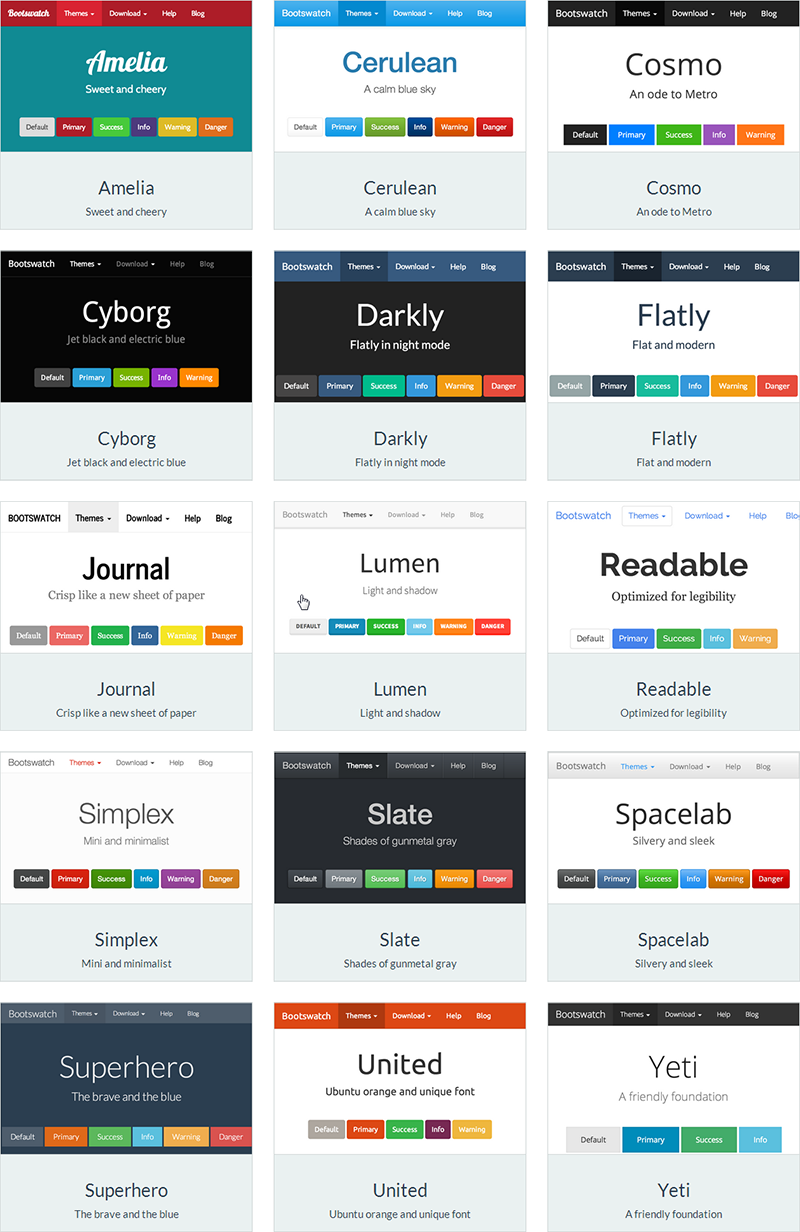 Bootswatch Themes Download Help Blog
Amelia
Sweet and cheery
Default Primary Success Info Warning Danger
Amelia
Sweet and cheery
Bootswatch Themes Download Help Blog
Cerulean
A calm blue sky
Default Primary Success Info Warning Danger
Cerulean
A calm blue sky
Bootswatch Themes Download Help Blog
Cosmo
An ode to Metro
Default Primary Success Info Warning
Cosmo
An ode to Metro
Bootswatch Themes Download Help Blog
Cyborg
Jet black and electric blue
Default Primary Success Info Warning
Cyborg
Jet black and electric blue
Bootswatch Themes Download Help Blog
Darkly
Flatly in night mode
Default Primary Success Info Warning Danger
Darkly
Flatly in night mode
Bootswatch Themes Download Help Blog
Flatly
Flat and modern
Default Primary Success Info Warning Danger
Flatly
Flat and modern
BOOTSWATCH Themes Download Help Blog
Journal
Crisp like a new sheet of paper
Default Primary Success Info Warning Danger
Journal
Crisp like a new sheet of paper
Bootswatch Themes Download Help Blog
Lumen
Light and shadow
DEFAULT PRIMARY SUCCESS INFO WARNING DANGER
Lumen
Light and shadow
Bootswatch Themes Download Help Blo
Readable
Optimized for legibility
Default Primary Success Info Warning
Readable
Optimized for legibility
Bootswatch Themes Download Help Blog
Simplex
Mini and minimalist
Default Primary Success Info Warning Danger
Simplex
Mini and minimalist
Bootswatch Themes Download Help Blog
Slate
Shades of gunmetal gray
Default Primary Success Info Warning Danger
Slate
Shades of gunmetal gray
Bootswatch Themes Download Help Blog
Spacelab
Silvery and sleek
Default Primary Success Info Warning Danger
Spacelab
Silvery and sleek
Bootswatch Themes Download Help Blog
Superhero
The brave and the blue
Default Primary Success Info Warning Danger
Superhero
The brave and the blue
Bootswatch Themes Download Help Blog
United
Ubuntu orange and unique font
Default Primary Success Info Warning
United
Ubuntu orange and unique font
Bootswatch Themes Download Help Blog
Yeti
A friendly foundation
Default Primary Success Info
Yeti
A friendly foundation